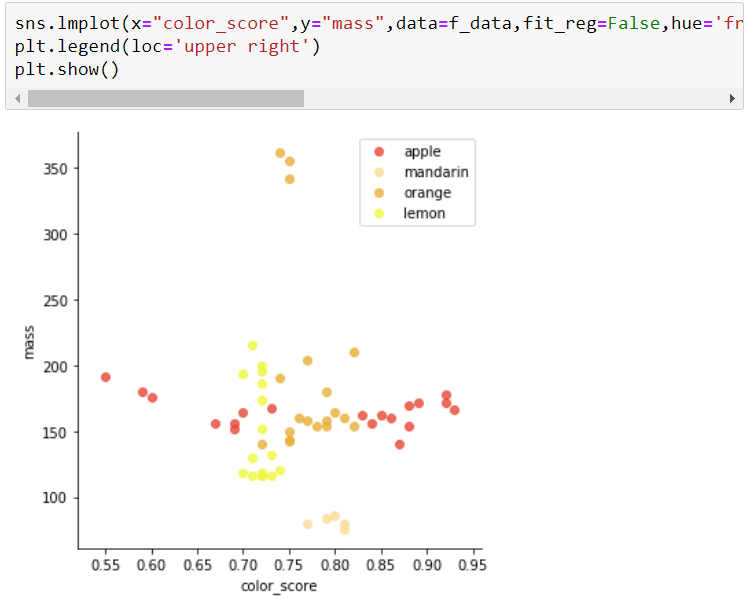 sns.lmplot(x="color_score",y="mass",data=f_data,fit_reg=False,hue='fr
plt.legend(loc='upper right')
plt.show()
350
300
250
200
150
100
mass
apple
mandarin
orange
lemon
0.55 0.60 0.65 0.70 0.75 0.80 0.85 0.90 0.95
color_score